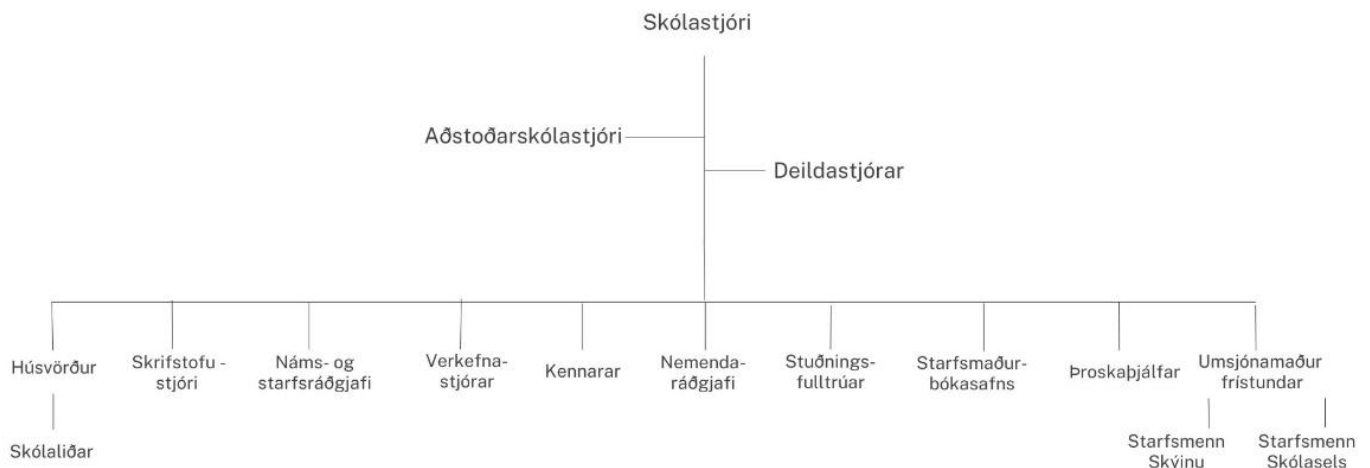 Skólastjóri
Aðstoðarskólastjóri
Deildastjórar
Húsvörður
Skrifstofu -
stjóri
Náms- og
starfsráðgjafi
Verkefna-
stjórar
Kennarar
Nemenda-
ráðgjafi
Stuðnings-
fulltrúar
Starfsmaður-
bókasafns
Þroskaþjálfar
Umsjónamaður
frístundar
Skólaliðar
Starfsmenn
Skýinu
Starfsmenn
Skólasels